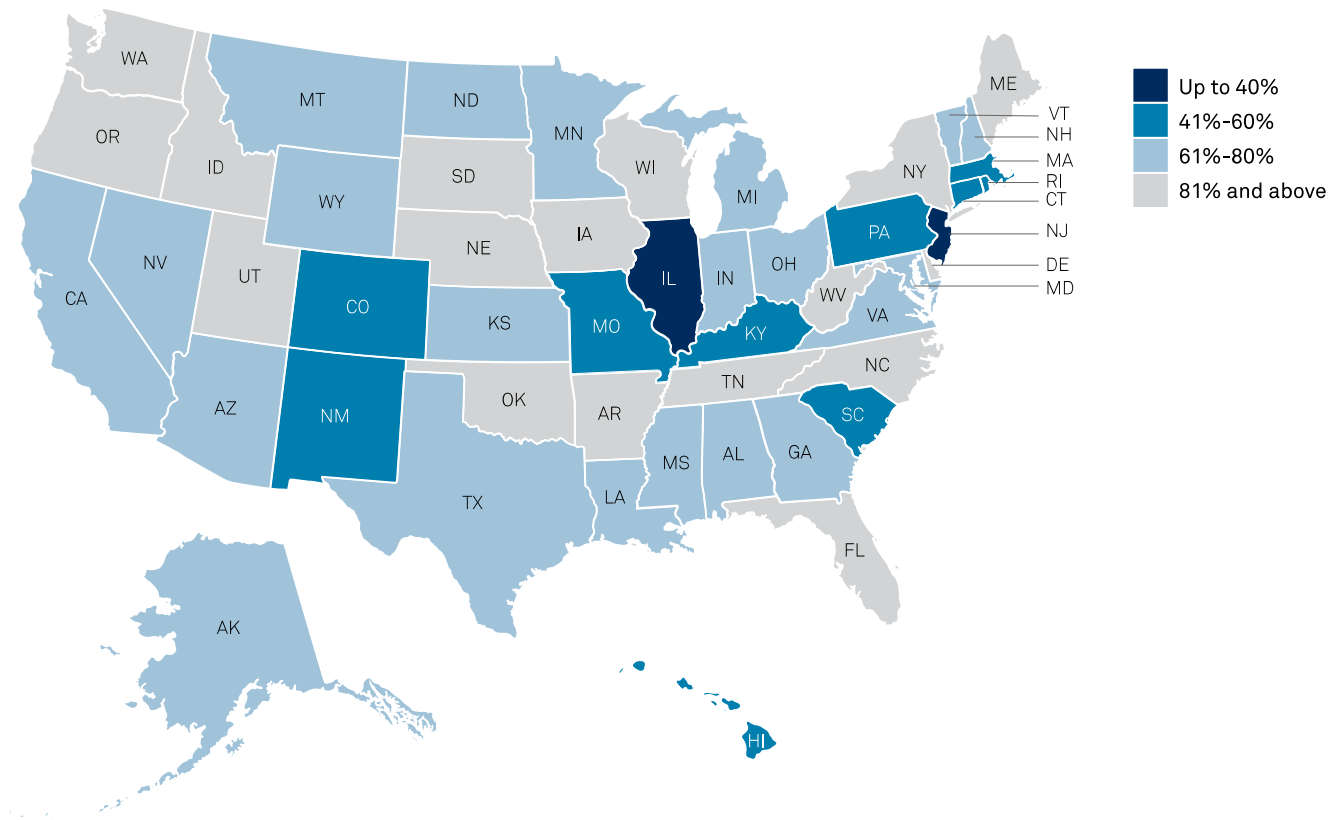 WA
MT
ND
MN
OR
ID
SD
WI
MI
NY
ME
VT
NH
MA
RI
CT
NJ
DE
MD
WY
NE
IA
PA
NV
UT
CO
KS
IL
IN
OH
WV
VA
CA
MO
KY
AZ
NM
OK
AR
TN
NC
SC
TX
LA
MS
AL
GA
FL
AK
HI
Up to 40%
41%-60%
61%-80%
81% and above